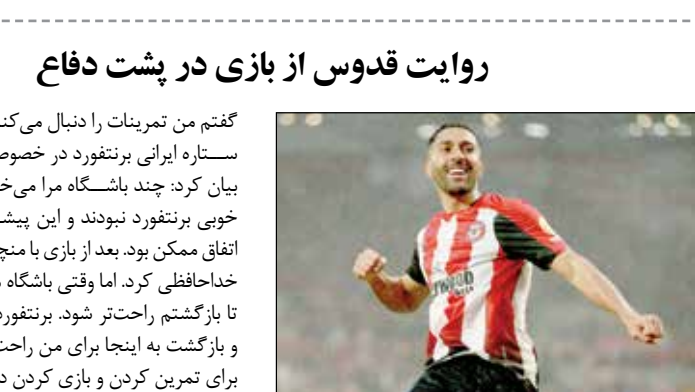 روایت قدوس از بازی در پشت دفاع
گفتم من تمرینات را دنبال می‌کن
ستاره ایرانی برنتفورد در خصوص
بیان کرد: چند باشگاه مرا می‌خ
خوبی برنتفورد نبودند و این پیش
اتفاق ممکن بود. بعد از بازی با منچ
خداحافظی کرد. اما وقتی باشگاه
تا بازگشتم راحت‌تر شود. برنتفورد
و بازگشت به اینجا برای من راحت
برای تمرین کردن و بازی کردن د